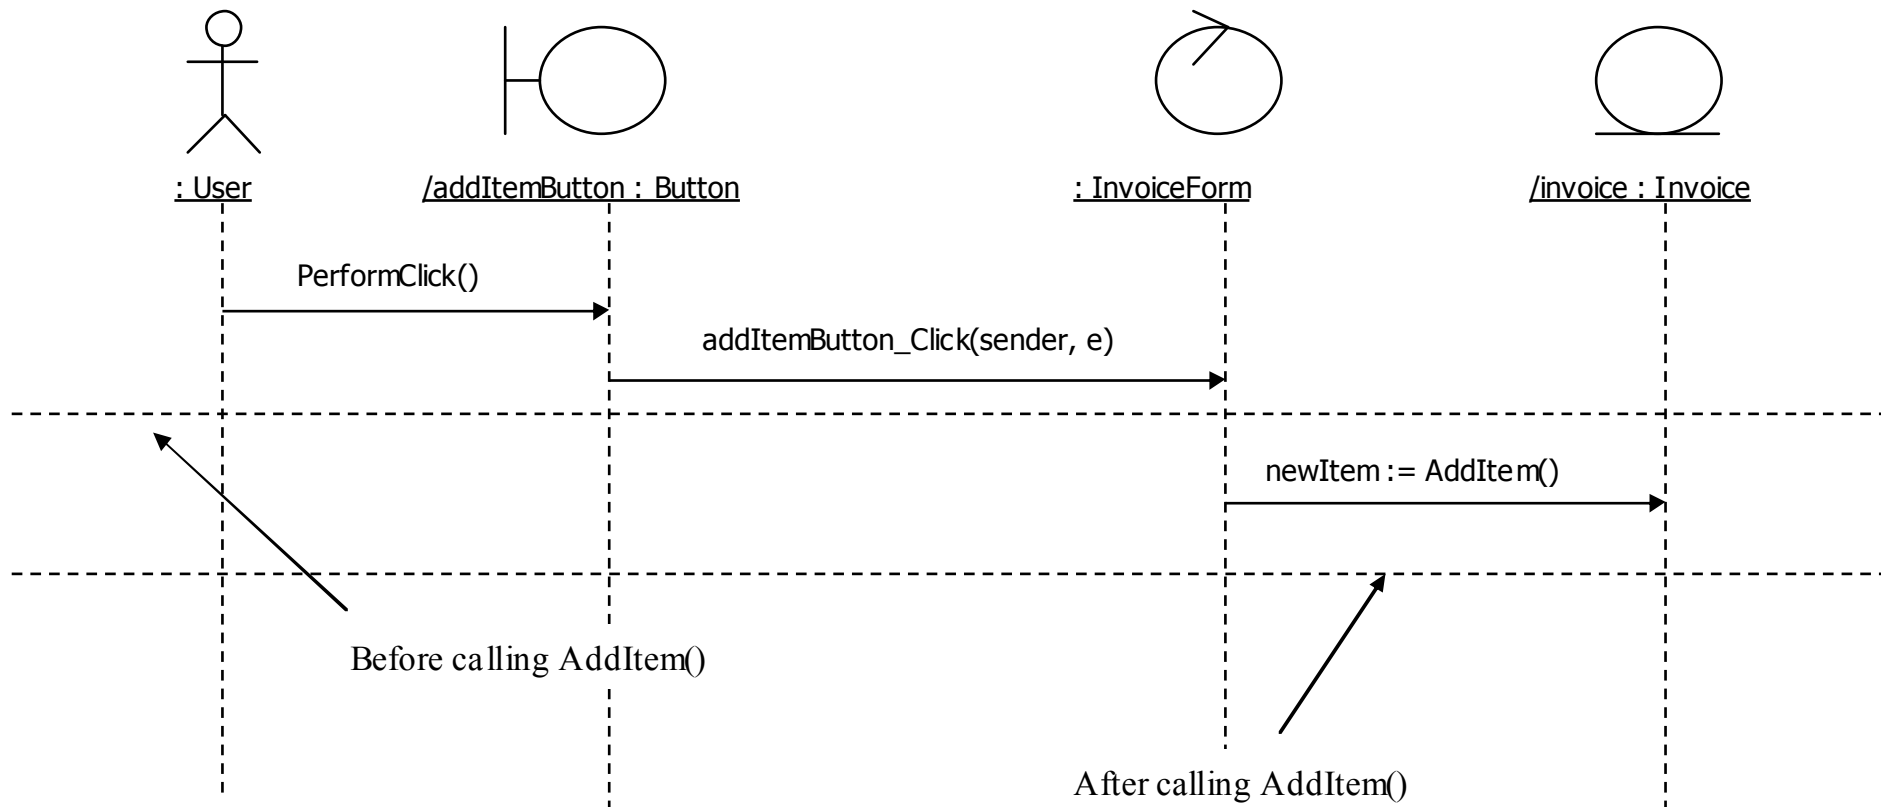 : User
/addItemButton : Button
: InvoiceForm
/invoice : Invoice
PerformClick()
addItemButton_Click(sender, e)
newItem := AddItem()
Before calling AddItem()
After calling AddItem()